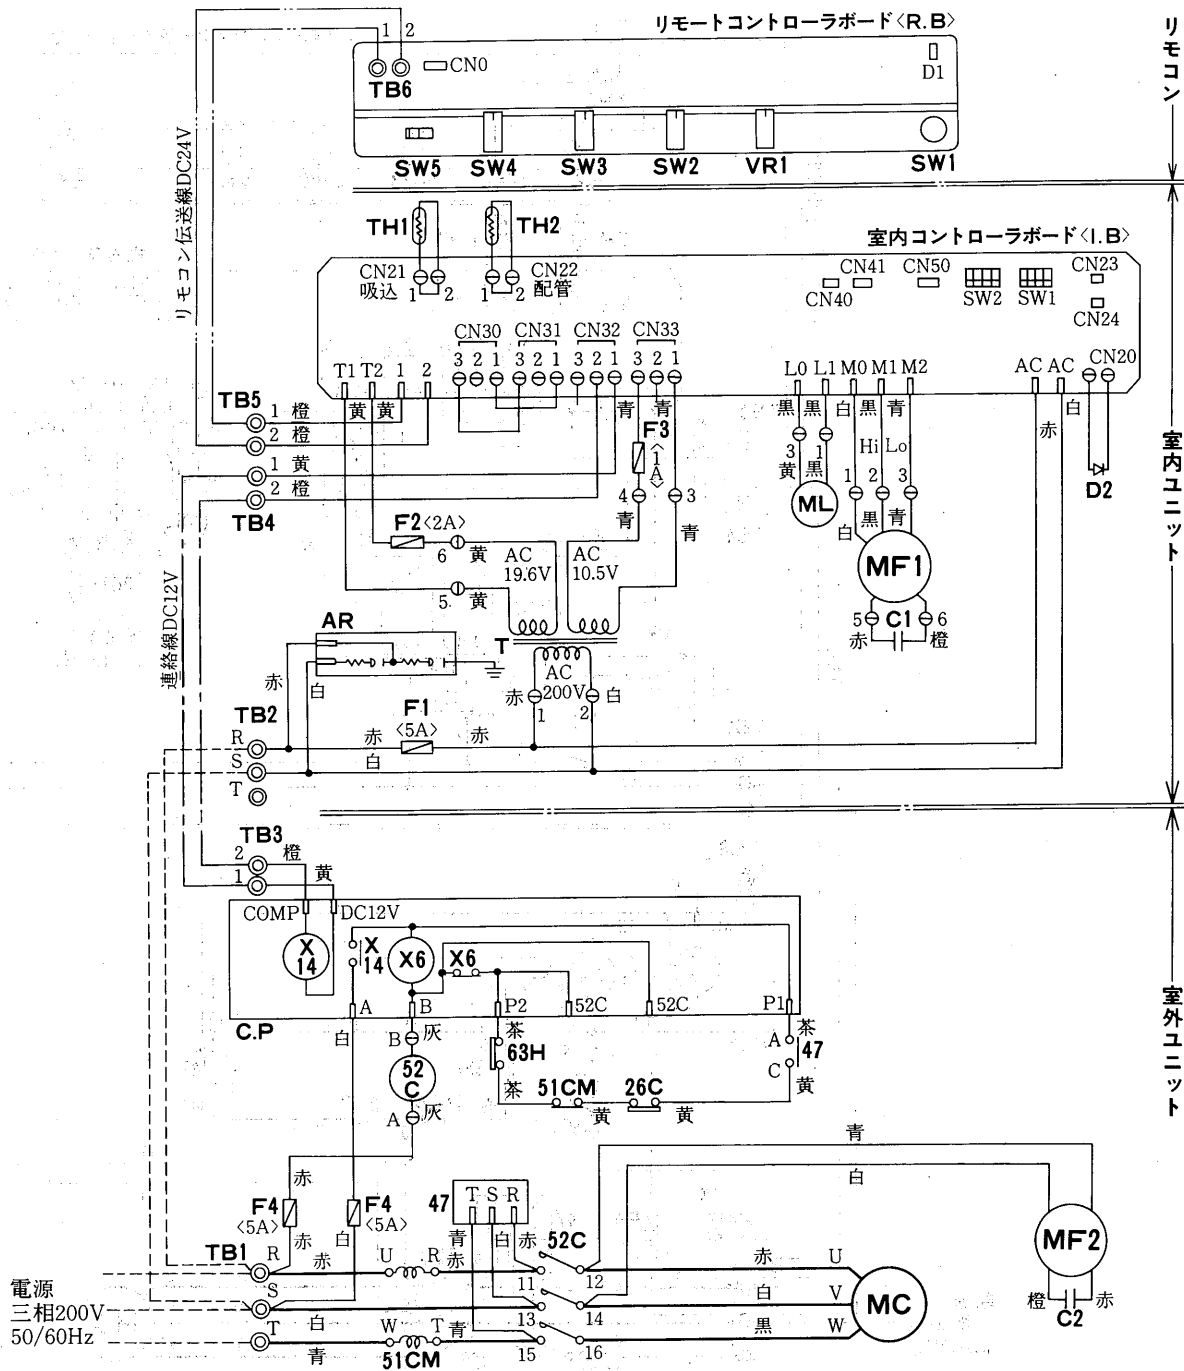 リモートコントローラボード〈R.B〉
1 2
CN0
TB6
D1
SW5 SW4 SW3 SW2 VR1 SW1
リモコン
リモコン伝送線DC24V
TH1 TH2
室内コントローラボード〈I.B〉
CN21
吸込
1 2
CN22
配管
1 2
CN40 CN41 CN50 SW2 SW1 CN23
CN24
CN30 CN31 CN32 CN33
3 2 1 3 2 1 3 2 1 3 2 1
T1 T2 1 2
L0 L1 M0 M1 M2
AC AC CN20
TB5
1 橙
2 橙
黄 黄
青 青
黒 黒 白 黒 青
赤 白
F3
〈1A〉
1 黄
2 橙
TB4
4 3
青 青
3 1
黄 黒
ML
Hi Lo
1 2 3
白 黒 青
MF1
D2
室内ユニット
F2〈2A〉
6 黄
5 黄
AC
19.6V
AC
10.5V
T
5 C1 6
赤 橙
連絡線DC12V
AR
赤 白
AC
200V
赤 白
1 2
TB2
R
S
T
F1
〈5A〉
赤 赤
白
TB3
2 橙
1 黄
COMP DC12V
X
14
X
14
X6
X6
A B P2 52C 52C P1
C.P
白
B 灰
52
C
A 灰
茶
63H
茶
51CM
黄
26C
黄
茶
A
47
C
黄
室外ユニット
青
白
赤
F4
〈5A〉
赤
F4
〈5A〉
白
47
T S R
青 白 赤
52C
MF2
橙 赤
C2
TB1
R 赤
S
白
T
青
U R 赤
W T 青
51CM
11 12
13 14
15 16
赤 U
白 V
黒 W
MC
電源
三相200V
50/60Hz